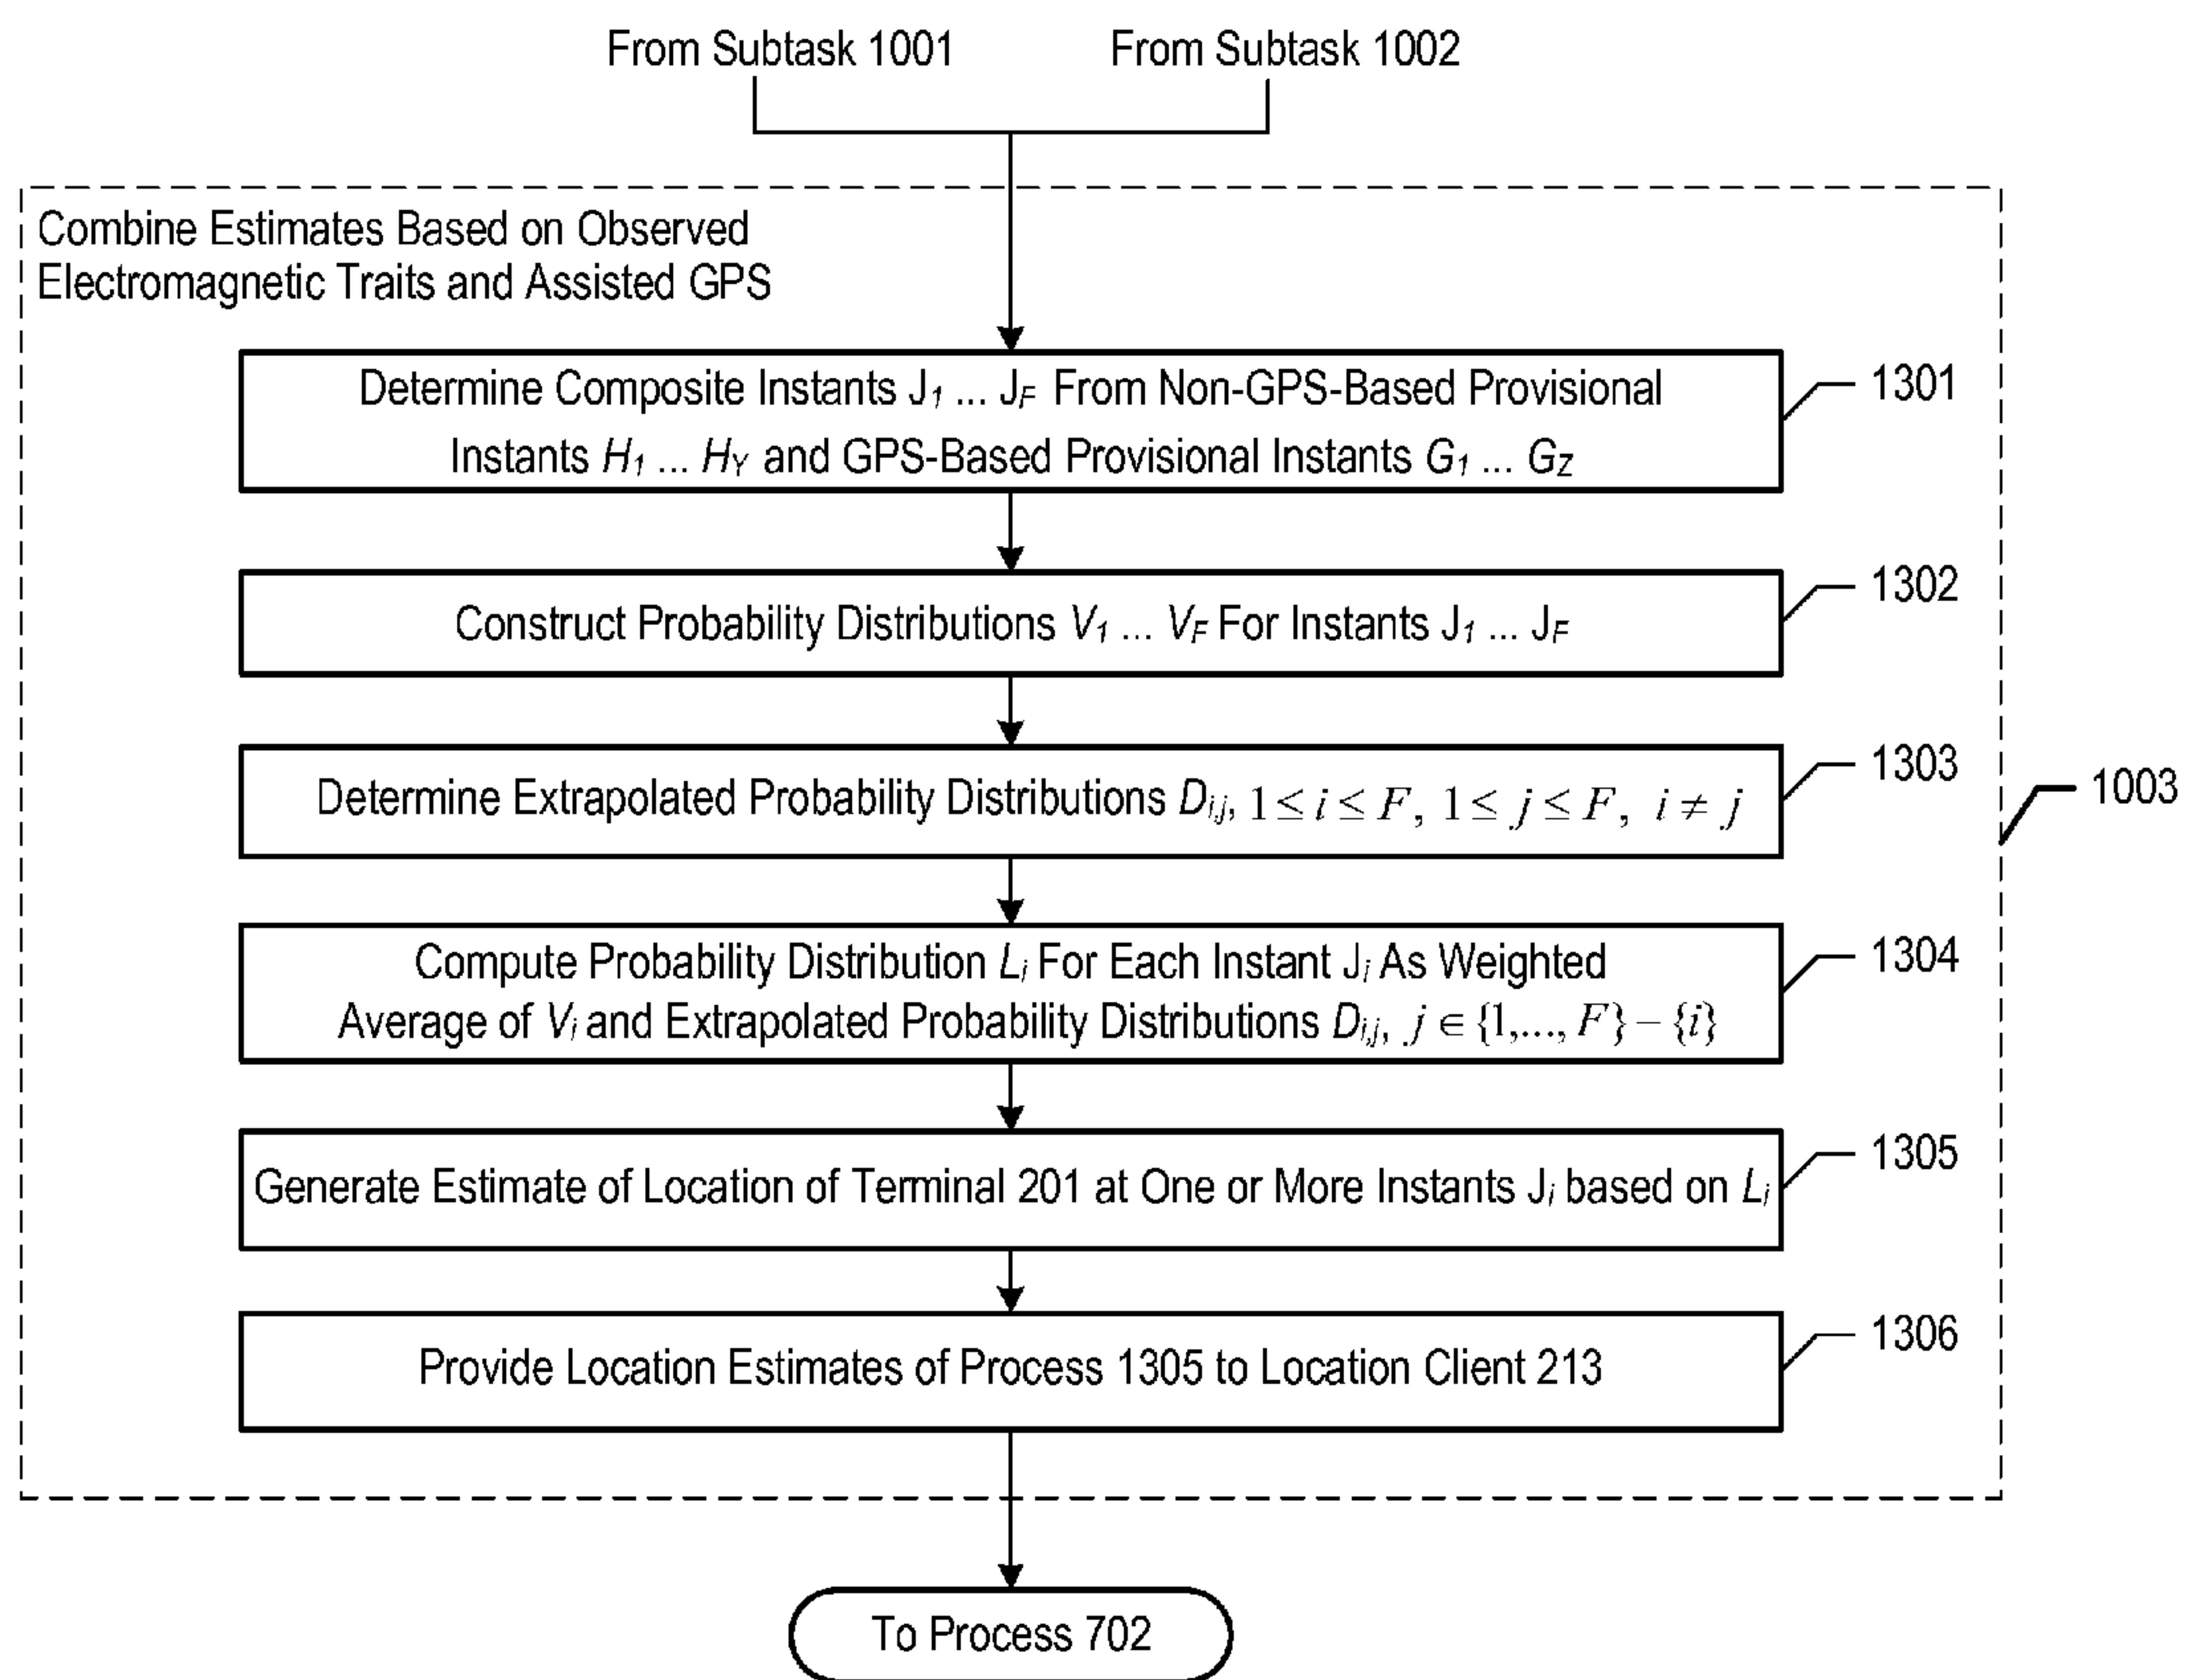 From Subtask 1001
From Subtask 1002
Combine Estimates Based on Observed
Electromagnetic Traits and Assisted GPS
Determine Composite Instants J1 ... JF From Non-GPS-Based Provisional
Instants H1 ... HY and GPS-Based Provisional Instants G1 ... GZ
1301
Construct Probability Distributions V1 ... VF For Instants J1 ... JF
1302
Determine Extrapolated Probability Distributions Di,j, 1 ≤ i ≤ F, 1 ≤ j ≤ F, i ≠ j
1303
1003
Compute Probability Distribution Li For Each Instant Ji As Weighted
Average of Vi and Extrapolated Probability Distributions Di,j, j ∈ {1,..., F} – {i}
1304
Generate Estimate of Location of Terminal 201 at One or More Instants Ji based on Li
1305
Provide Location Estimates of Process 1305 to Location Client 213
1306
To Process 702